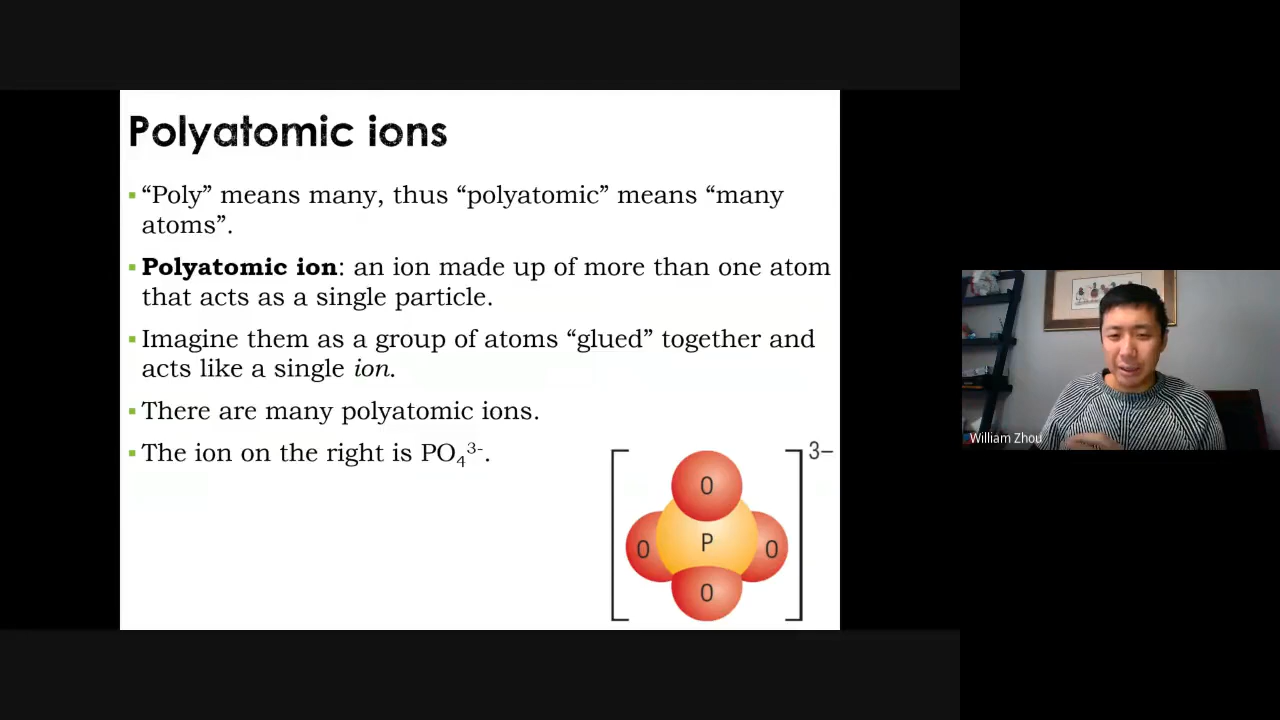 Polyatomic ions
▪ “Poly” means many, thus “polyatomic” means “many
atoms”.
▪ Polyatomic ion: an ion made up of more than one atom
that acts as a single particle.
▪ Imagine them as a group of atoms “glued” together and
acts like a single ion.
▪ There are many polyatomic ions.
▪ The ion on the right is PO₄³⁻.
3–
O
P
O
O
O
William Zhou